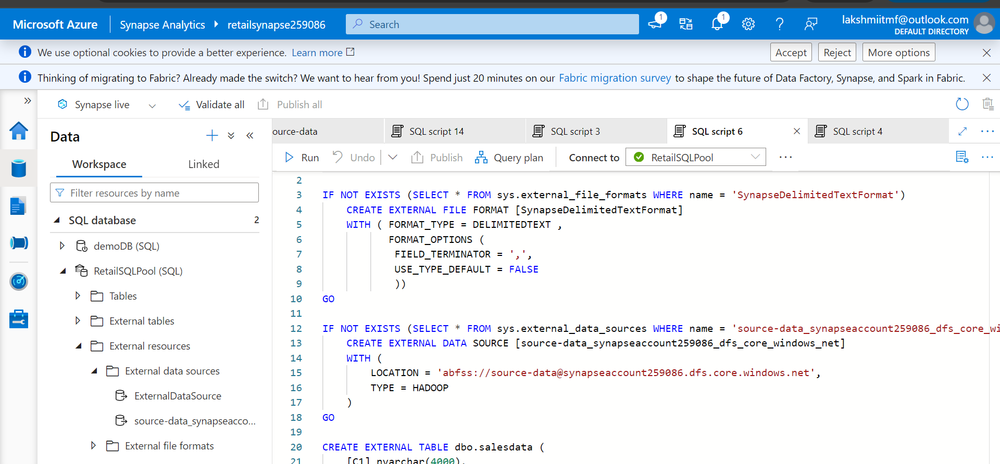 Microsoft Azure
Synapse Analytics
retailsynapse259086
Search
1
1
lakshmiitmf@outlook.com
DEFAULT DIRECTORY
We use optional cookies to provide a better experience. Learn more
Accept
Reject
More options
Thinking of migrating to Fabric? Already made the switch? We want to hear from you! Spend just 20 minutes on our Fabric migration survey to shape the future of Data Factory, Synapse, and Spark in Fabric.
Synapse live
Validate all
Publish all
Data
Workspace
Linked
Filter resources by name
SQL database
2
demoDB (SQL)
RetailSQLPool (SQL)
Tables
External tables
External resources
External data sources
ExternalDataSource
source-data_synapseacco...
External file formats
ource-data
SQL script 14
SQL script 3
SQL script 6
SQL script 4
Run
Undo
Publish
Query plan
Connect to
RetailSQLPool
2
3 IF NOT EXISTS (SELECT * FROM sys.external_file_formats WHERE name = 'SynapseDelimitedTextFormat')
4 CREATE EXTERNAL FILE FORMAT [SynapseDelimitedTextFormat]
5 WITH ( FORMAT_TYPE = DELIMITEDTEXT ,
6 FORMAT_OPTIONS (
7 FIELD_TERMINATOR = ',',
8 USE_TYPE_DEFAULT = FALSE
9 ))
10 GO
11
12 IF NOT EXISTS (SELECT * FROM sys.external_data_sources WHERE name = 'source-data_synapseaccount259086_dfs_core_wi
13 CREATE EXTERNAL DATA SOURCE [source-data_synapseaccount259086_dfs_core_windows_net]
14 WITH (
15 LOCATION = 'abfss://source-data@synapseaccount259086.dfs.core.windows.net',
16 TYPE = HADOOP
17 )
18 GO
19
20 CREATE EXTERNAL TABLE dbo.salesdata (
21 [C1] nvarchar(4000),